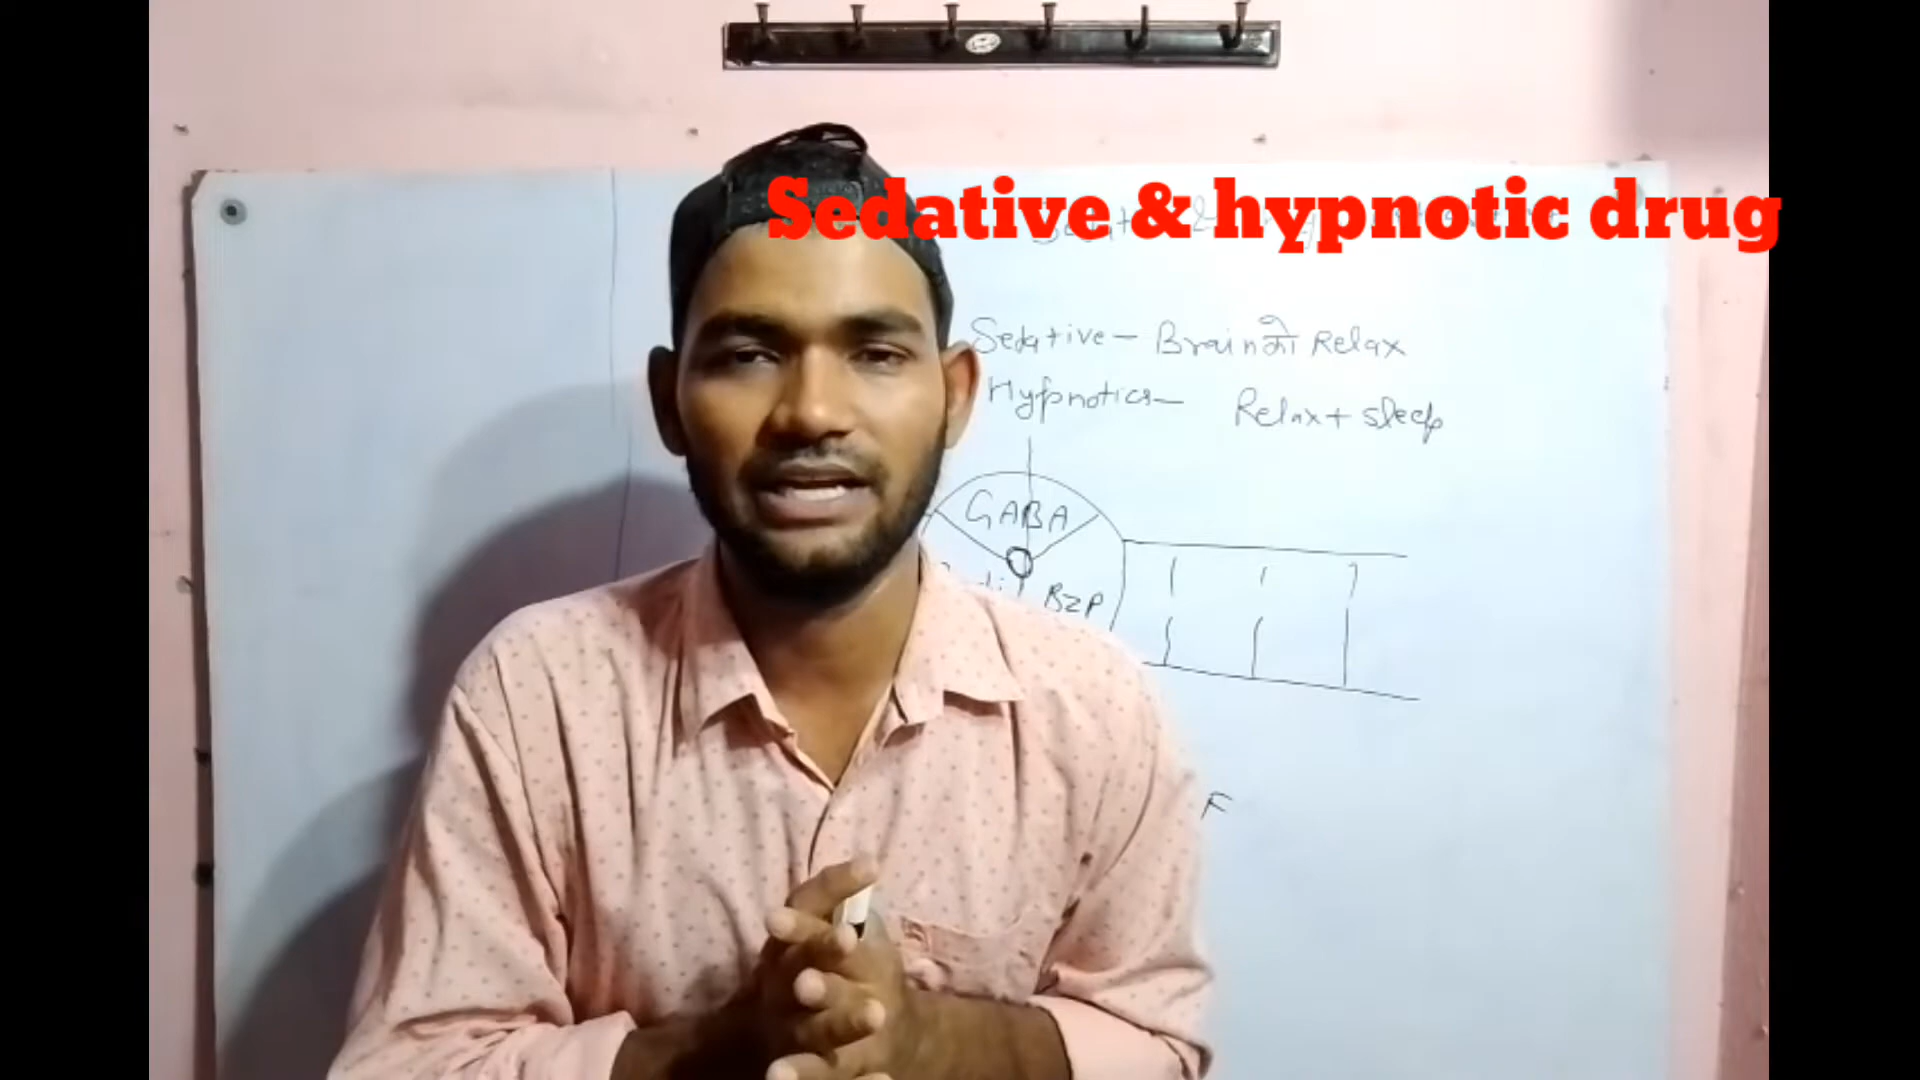 Sedative & hypnotic drug
Sedative - Brain को Relax
Hypnotics - Relax + sleep
GABA
BZP
F